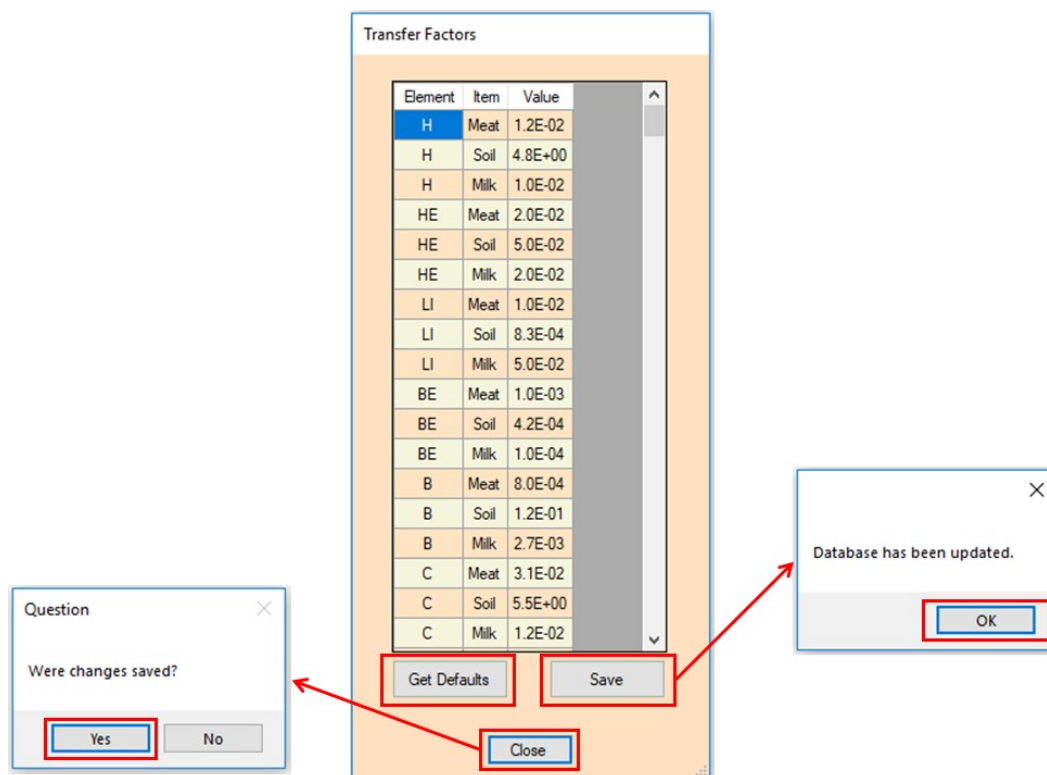 Transfer Factors
Element Item Value
H Meat 1.2E-02
H Soil 4.8E+00
H Milk 1.0E-02
HE Meat 2.0E-02
HE Soil 5.0E-02
HE Milk 2.0E-02
LI Meat 1.0E-02
LI Soil 8.3E-04
LI Milk 5.0E-02
BE Meat 1.0E-03
BE Soil 4.2E-04
BE Milk 1.0E-04
B Meat 8.0E-04
B Soil 1.2E-01
B Milk 2.7E-03
C Meat 3.1E-02
C Soil 5.5E+00
C Milk 1.2E-02
Get Defaults Save
Close
Question
Were changes saved?
Yes No
Database has been updated.
OK